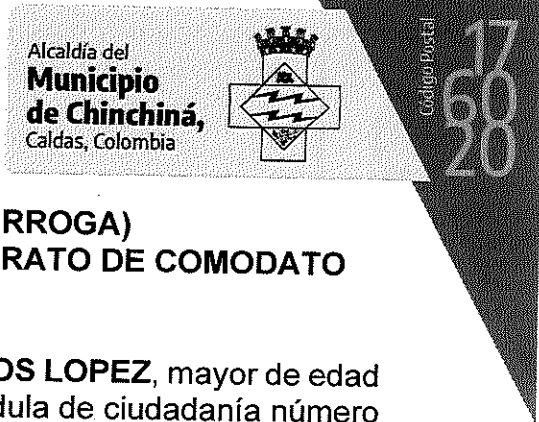 Alcaldía del
Municipio
de Chinchiná,
Caldas, Colombia
Código Postal
17
60
20
RROGA)
RATO DE COMODATO
OS LOPEZ, mayor de edad
dula de ciudadanía número